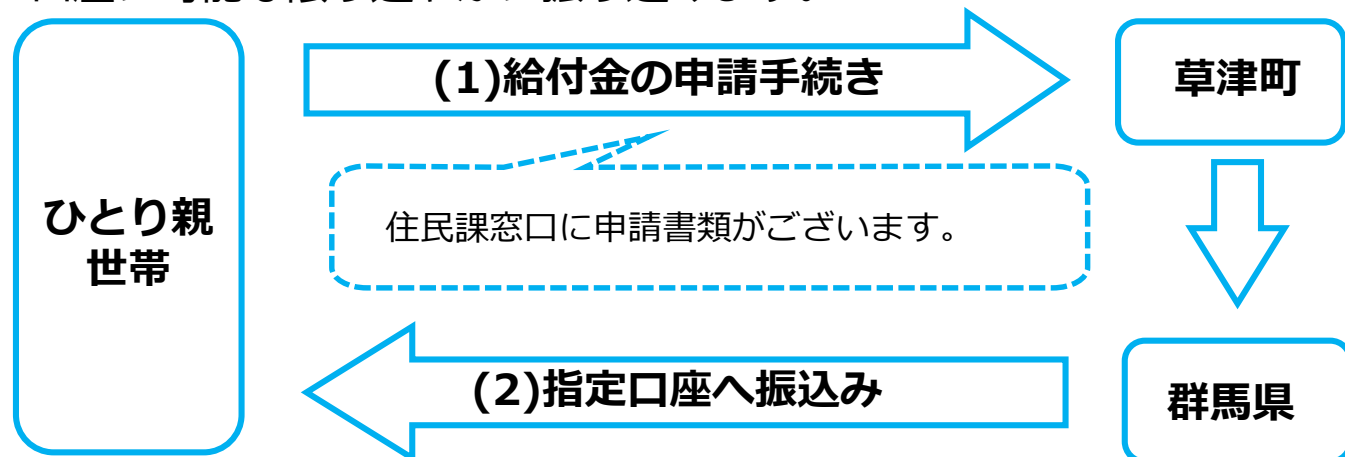 (1)給付金の申請手続き
草津町
ひとり親
世帯
住民課窓口に申請書類がございます。
(2)指定口座へ振込み
群馬県